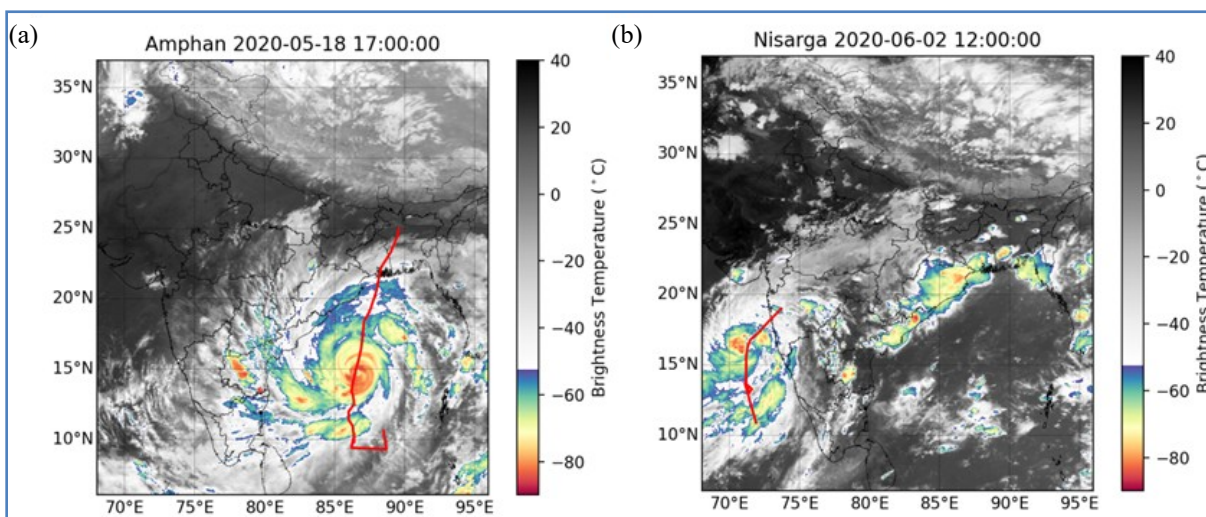 (a)
Amphan 2020-05-18 17:00:00
35°N
30°N
25°N
20°N
15°N
10°N
70°E 75°E 80°E 85°E 90°E 95°E
40
20
0
−20
−40
−60
−80
Brightness Temperature (°C)
(b)
Nisarga 2020-06-02 12:00:00
35°N
30°N
25°N
20°N
15°N
10°N
70°E 75°E 80°E 85°E 90°E 95°E
40
20
0
−20
−40
−60
−80
Brightness Temperature (°C)